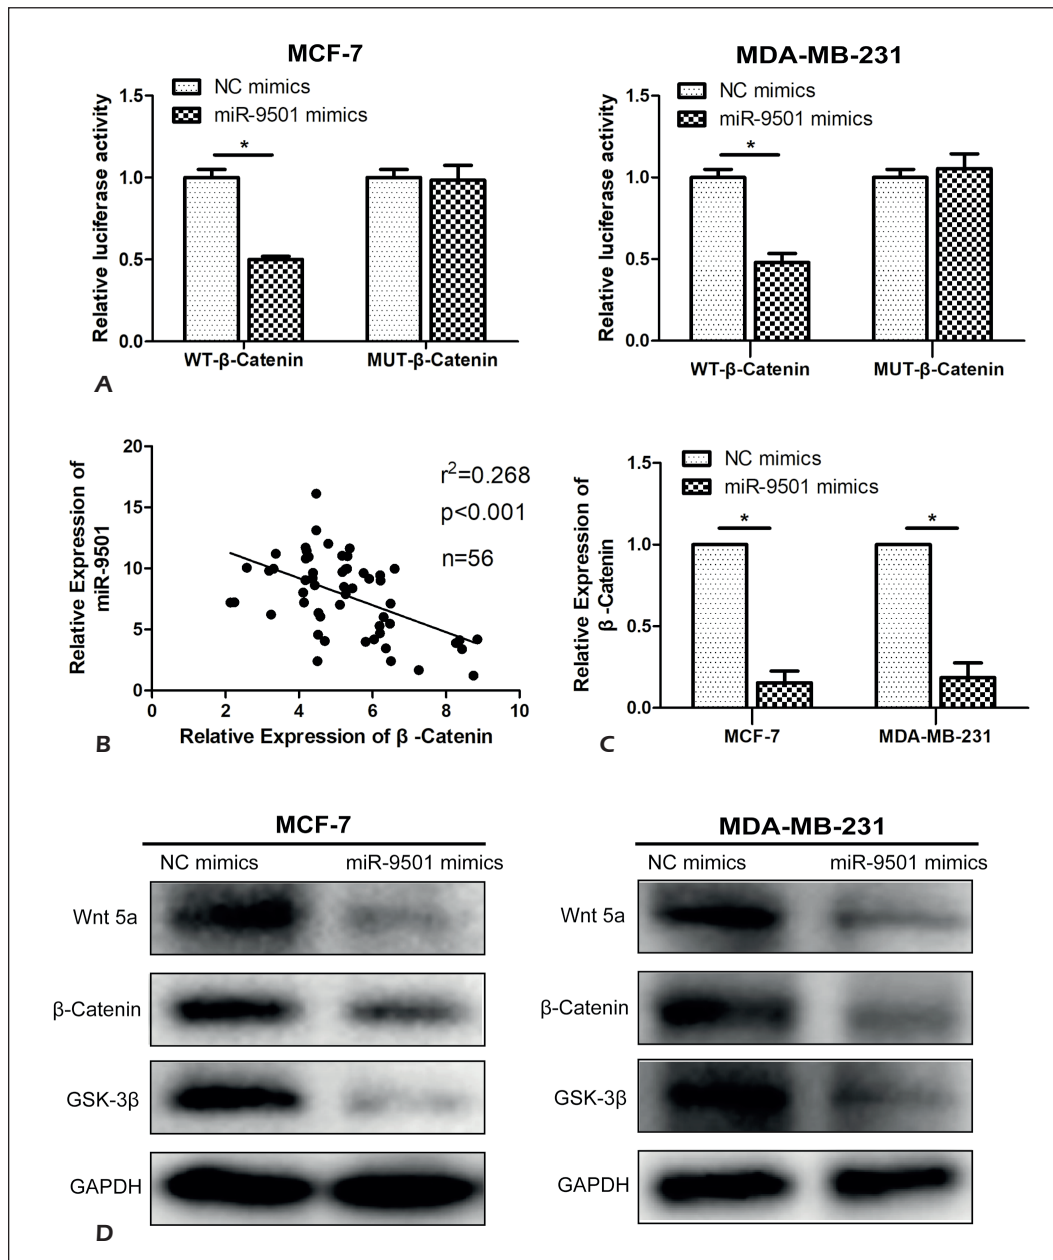 MCF-7
NC mimics
miR-9501 mimics
Relative luciferase activity
1.5
1.0
0.5
0.0
*
WT-β-Catenin
MUT-β-Catenin
A
MDA-MB-231
NC mimics
miR-9501 mimics
Relative luciferase activity
1.5
1.0
0.5
0.0
*
WT-β-Catenin
MUT-β-Catenin
Relative Expression of
miR-9501
20
15
10
5
0
r²=0.268
p<0.001
n=56
0 2 4 6 8 10
Relative Expression of β -Catenin
B
NC mimics
miR-9501 mimics
Relative Expression of
β -Catenin
1.5
1.0
0.5
0.0
* *
MCF-7
MDA-MB-231
C
MCF-7
NC mimics miR-9501 mimics
Wnt 5a
β-Catenin
GSK-3β
GAPDH
MDA-MB-231
NC mimics miR-9501 mimics
Wnt 5a
β-Catenin
GSK-3β
GAPDH
D